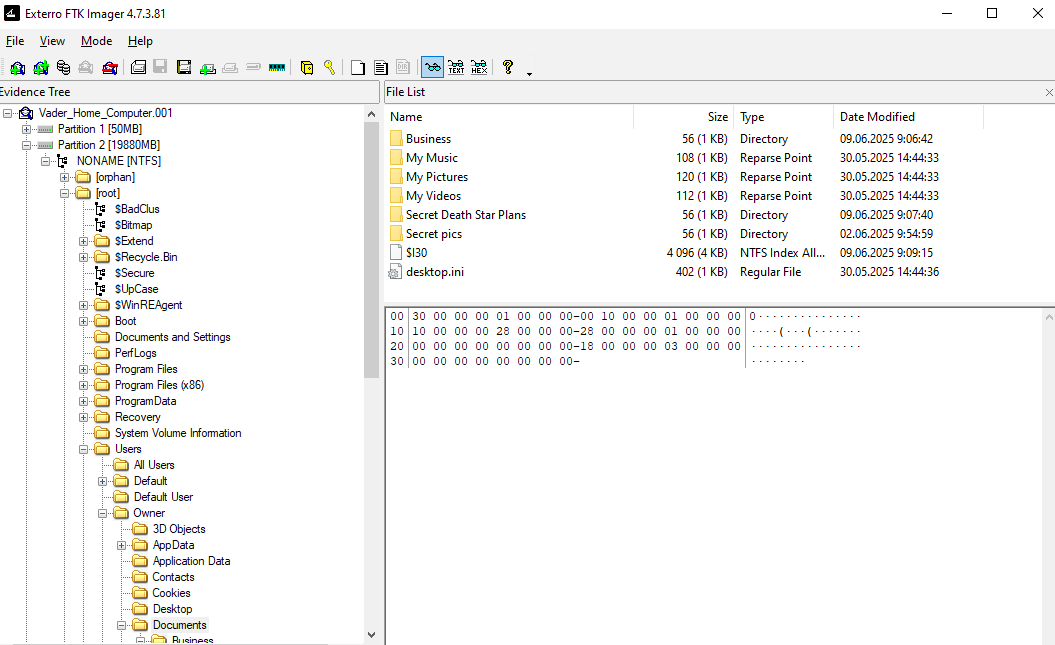 Exterro FTK Imager 4.7.3.81
File View Mode Help
Evidence Tree
Vader_Home_Computer.001
Partition 1 [50MB]
Partition 2 [19880MB]
NONAME [NTFS]
[orphan]
[root]
$BadClus
$Bitmap
$Extend
$Recycle.Bin
$Secure
$UpCase
$WinREAgent
Boot
Documents and Settings
PerfLogs
Program Files
Program Files (x86)
ProgramData
Recovery
System Volume Information
Users
All Users
Default
Default User
Owner
3D Objects
AppData
Application Data
Contacts
Cookies
Desktop
Documents
Business
File List
Name Size Type Date Modified
Business 56 (1 KB) Directory 09.06.2025 9:06:42
My Music 108 (1 KB) Reparse Point 30.05.2025 14:44:33
My Pictures 120 (1 KB) Reparse Point 30.05.2025 14:44:33
My Videos 112 (1 KB) Reparse Point 30.05.2025 14:44:33
Secret Death Star Plans 56 (1 KB) Directory 09.06.2025 9:07:40
Secret pics 56 (1 KB) Directory 02.06.2025 9:54:59
$I30 4 096 (4 KB) NTFS Index All... 09.06.2025 9:09:15
desktop.ini 402 (1 KB) Regular File 30.05.2025 14:44:36
00 30 00 00 00 01 00 00 00-00 10 00 00 01 00 00 00 0···············
10 10 00 00 00 28 00 00 00-28 00 00 00 01 00 00 00 ····(···(·······
20 00 00 00 00 00 00 00 00-18 00 00 00 03 00 00 00 ················
30 00 00 00 00 00 00 00 00- ········